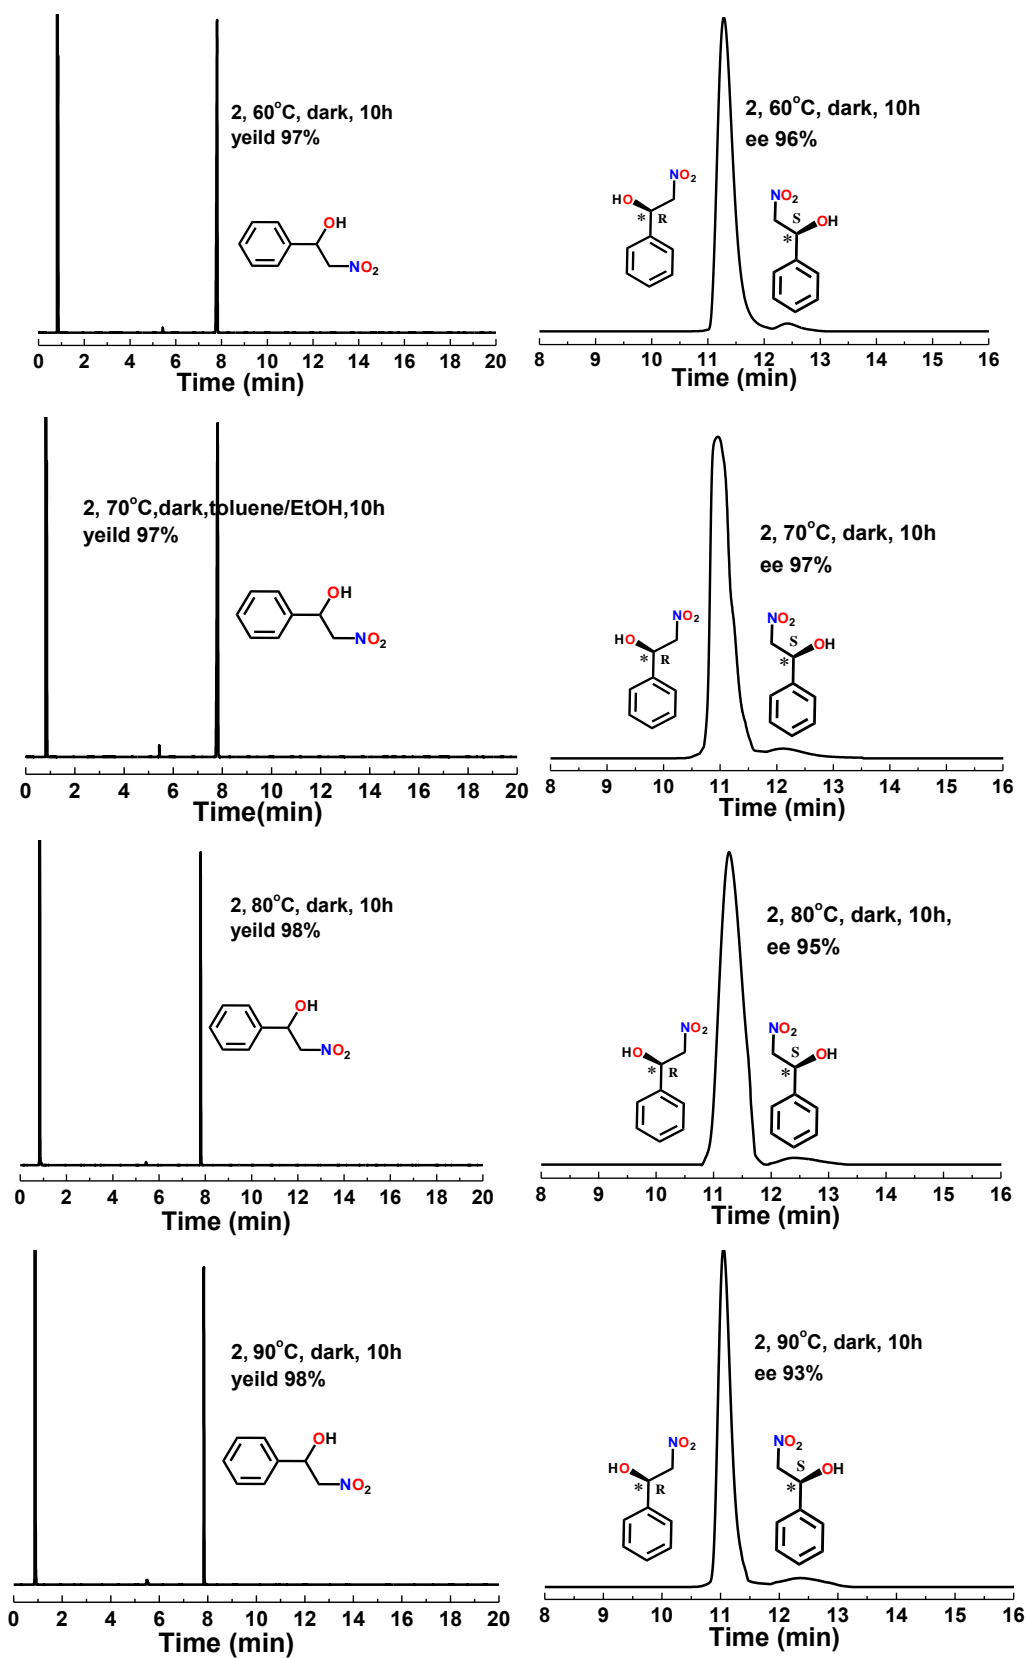 2, 60°C, dark, 10h
yeild 97%
OH
NO₂
0 2 4 6 8 10 12 14 16 18 20
Time (min)
2, 60°C, dark, 10h
ee 96%
NO₂
HO
* R
NO₂
S
OH
*
8 9 10 11 12 13 14 15 16
Time (min)
2, 70°C,dark,toluene/EtOH,10h
yeild 97%
OH
NO₂
0 2 4 6 8 10 12 14 16 18 20
Time(min)
2, 70°C, dark, 10h
ee 97%
NO₂
HO
* R
NO₂
S
OH
*
8 9 10 11 12 13 14 15 16
Time (min)
2, 80°C, dark, 10h
yeild 98%
OH
NO₂
0 2 4 6 8 10 12 14 16 18 20
Time (min)
2, 80°C, dark, 10h,
ee 95%
NO₂
HO
* R
NO₂
S
OH
*
8 9 10 11 12 13 14 15 16
Time (min)
2, 90°C, dark, 10h
yeild 98%
OH
NO₂
0 2 4 6 8 10 12 14 16 18 20
Time (min)
2, 90°C, dark, 10h
ee 93%
NO₂
HO
* R
NO₂
S
OH
*
8 9 10 11 12 13 14 15 16
Time (min)